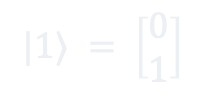 |1⟩ = [0
1]